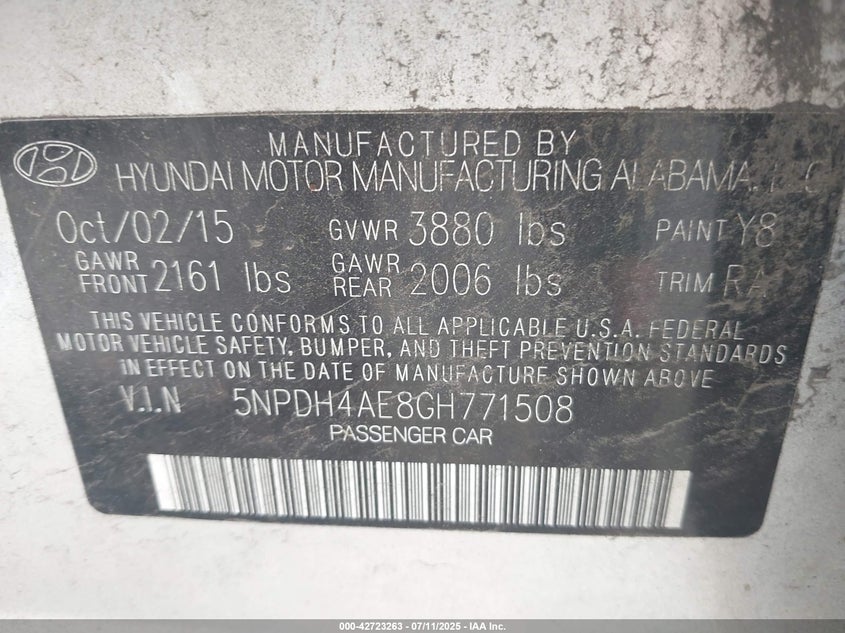 MANUFACTURED BY
HYUNDAI MOTOR MANUFACTURING ALABAMA,
Oct/02/15 GVWR 3880 lbs PAINT Y8
GAWR FRONT 2161 lbs GAWR REAR 2006 lbs TRIM RA
THIS VEHICLE CONFORMS TO ALL APPLICABLE U.S.A. FEDERAL
MOTOR VEHICLE SAFETY, BUMPER, AND THEFT PREVENTION STANDARDS
IN EFFECT ON THE DATE OF MANUFACTURE SHOWN ABOVE
V.I.N 5NPDH4AE8GH771508
PASSENGER CAR
000-42723263 - 07/11/2025 - IAA Inc.